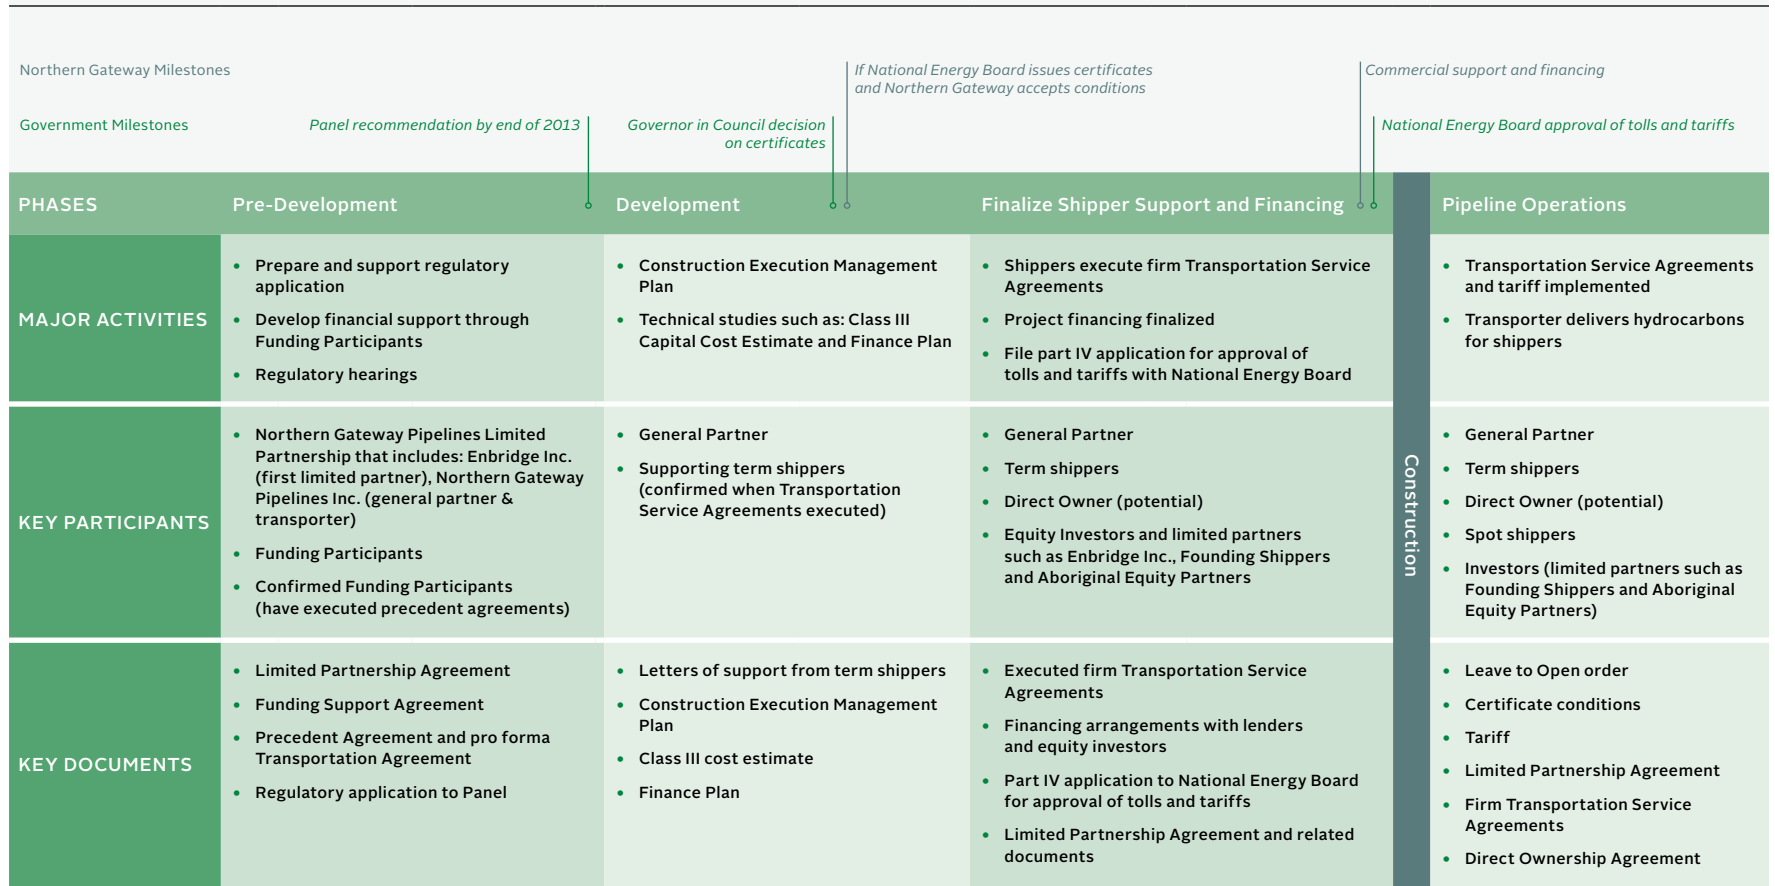 Northern Gateway Milestones
If National Energy Board issues certificates
and Northern Gateway accepts conditions
Commercial support and financing
Government Milestones
Panel recommendation by end of 2013
Governor in Council decision
on certificates
National Energy Board approval of tolls and tariffs
PHASES
Pre-Development
Development
Finalize Shipper Support and Financing
Pipeline Operations
MAJOR ACTIVITIES
• Prepare and support regulatory
application
• Develop financial support through
Funding Participants
• Regulatory hearings
• Construction Execution Management
Plan
• Technical studies such as: Class III
Capital Cost Estimate and Finance Plan
• Shippers execute firm Transportation Service
Agreements
• Project financing finalized
• File part IV application for approval of
tolls and tariffs with National Energy Board
• Transportation Service Agreements
and tariff implemented
• Transporter delivers hydrocarbons
for shippers
KEY PARTICIPANTS
• Northern Gateway Pipelines Limited
Partnership that includes: Enbridge Inc.
(first limited partner), Northern Gateway
Pipelines Inc. (general partner &
transporter)
• Funding Participants
• Confirmed Funding Participants
(have executed precedent agreements)
• General Partner
• Supporting term shippers
(confirmed when Transportation
Service Agreements executed)
• General Partner
• Term shippers
• Direct Owner (potential)
• Equity Investors and limited partners
such as Enbridge Inc., Founding Shippers
and Aboriginal Equity Partners
Construction
• General Partner
• Term shippers
• Direct Owner (potential)
• Spot shippers
• Investors (limited partners such as
Founding Shippers and Aboriginal
Equity Partners)
KEY DOCUMENTS
• Limited Partnership Agreement
• Funding Support Agreement
• Precedent Agreement and pro forma
Transportation Agreement
• Regulatory application to Panel
• Letters of support from term shippers
• Construction Execution Management
Plan
• Class III cost estimate
• Finance Plan
• Executed firm Transportation Service
Agreements
• Financing arrangements with lenders
and equity investors
• Part IV application to National Energy Board
for approval of tolls and tariffs
• Limited Partnership Agreement and related
documents
• Leave to Open order
• Certificate conditions
• Tariff
• Limited Partnership Agreement
• Firm Transportation Service
Agreements
• Direct Ownership Agreement